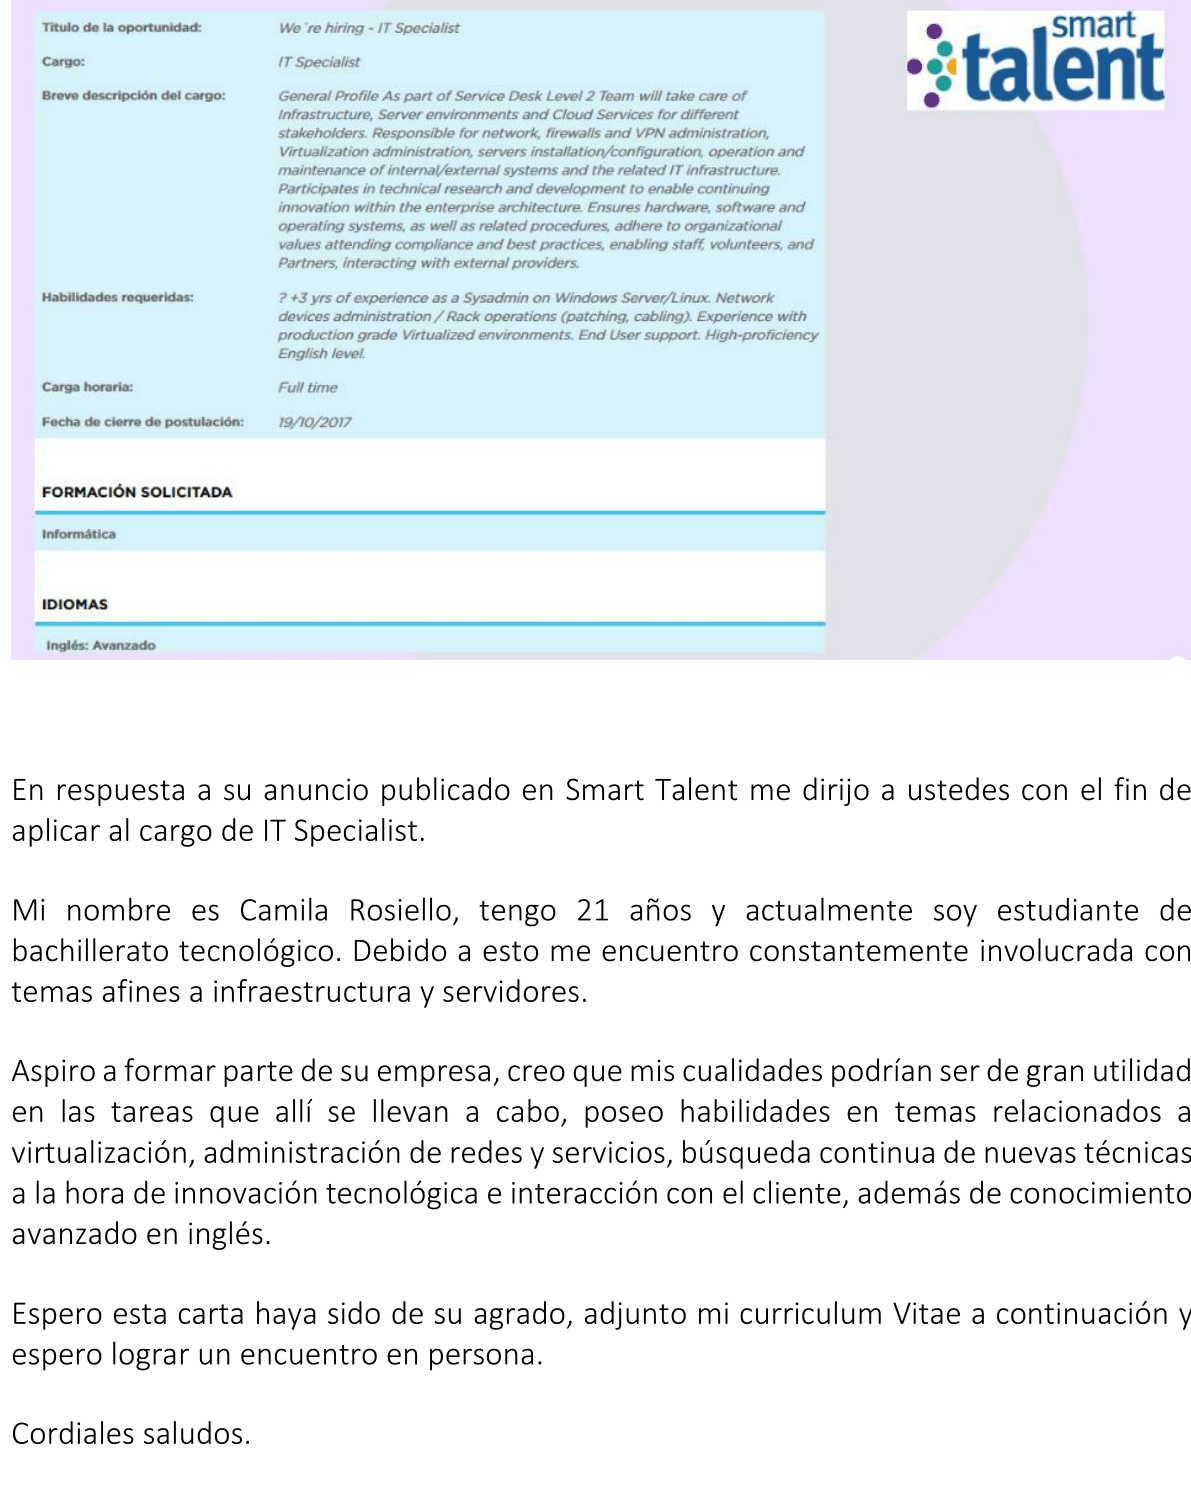 Titulo de la oportunidad: We´re hiring - IT Specialist
smart
talent
Cargo: IT Specialist
Breve descripción del cargo: General Profile As part of Service Desk Level 2 Team will take care of
Infrastructure, Server environments and Cloud Services for different
stakeholders. Responsible for network, firewalls and VPN administration,
Virtualization administration, servers installation/configuration, operation and
maintenance of internal/external systems and the related IT infrastructure.
Participates in technical research and development to enable continuing
innovation within the enterprise architecture. Ensures hardware, software and
operating systems, as well as related procedures, adhere to organizational
values attending compliance and best practices, enabling staff, volunteers, and
Partners, interacting with external providers.
Habilidades requeridas: ? +3 yrs of experience as a Sysadmin on Windows Server/Linux. Network
devices administration / Rack operations (patching, cabling). Experience with
production grade Virtualized environments. End User support. High-proficiency
English level.
Carga horaria: Full time
Fecha de cierre de postulación: 19/10/2017
FORMACIÓN SOLICITADA
Informática
IDIOMAS
Inglés: Avanzado
En respuesta a su anuncio publicado en Smart Talent me dirijo a ustedes con el fin de
aplicar al cargo de IT Specialist.
Mi nombre es Camila Rosiello, tengo 21 años y actualmente soy estudiante de
bachillerato tecnológico. Debido a esto me encuentro constantemente involucrada con
temas afines a infraestructura y servidores.
Aspiro a formar parte de su empresa, creo que mis cualidades podrían ser de gran utilidad
en las tareas que allí se llevan a cabo, poseo habilidades en temas relacionados a
virtualización, administración de redes y servicios, búsqueda continua de nuevas técnicas
a la hora de innovación tecnológica e interacción con el cliente, además de conocimiento
avanzado en inglés.
Espero esta carta haya sido de su agrado, adjunto mi curriculum Vitae a continuación y
espero lograr un encuentro en persona.
Cordiales saludos.